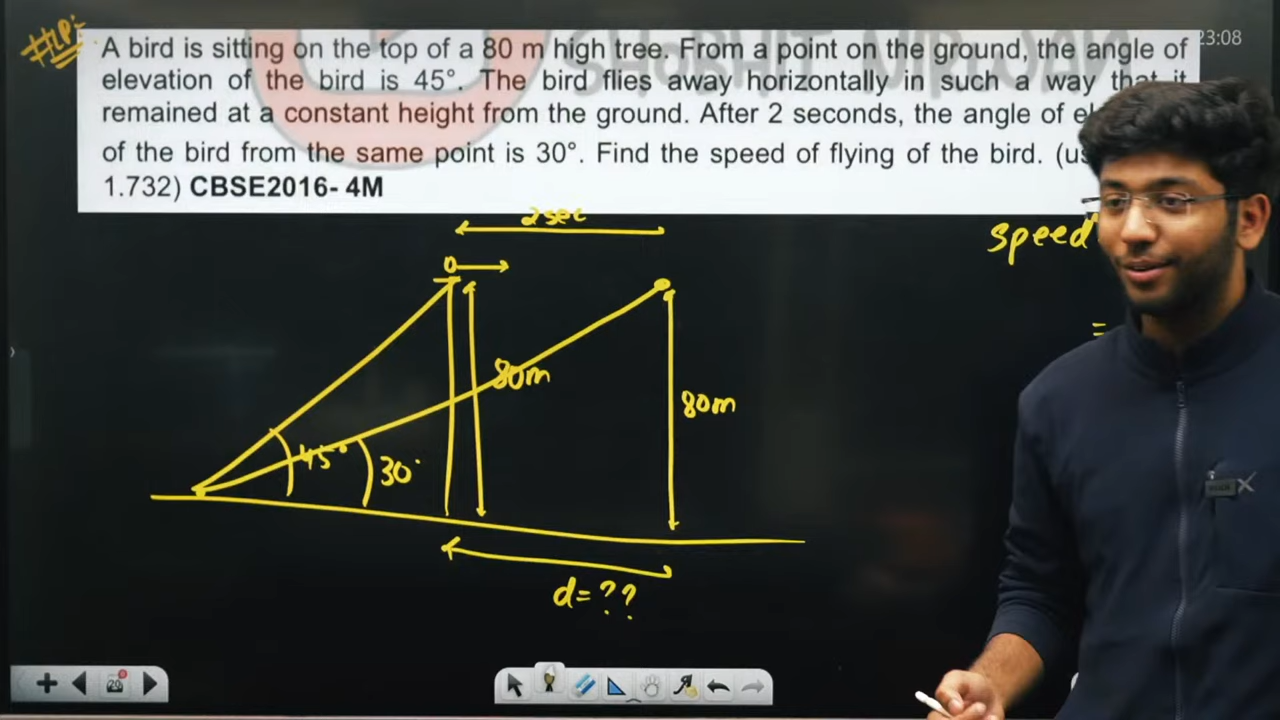 #LP:-
23:08
A bird is sitting on the top of a 80 m high tree. From a point on the ground, the angle of
elevation of the bird is 45°. The bird flies away horizontally in such a way that it
remained at a constant height from the ground. After 2 seconds, the angle of
of the bird from the same point is 30°. Find the speed of flying of the bird.
1.732) CBSE2016- 4M
2sec
speed
=
80m
80m
45°
30°
d=??
20